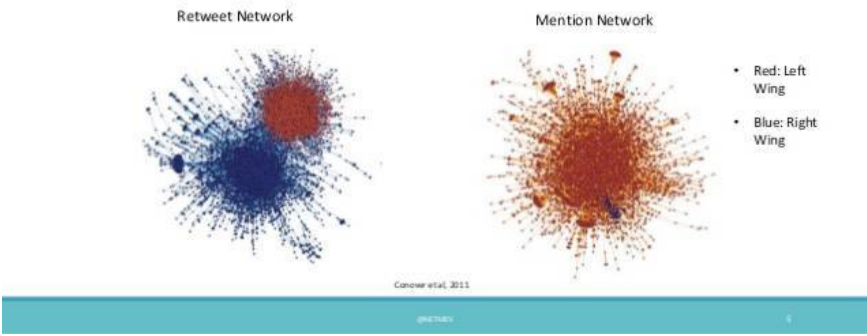 Retweet Network
Mention Network
• Red: Left
Wing
• Blue: Right
Wing
Conover et al, 2011